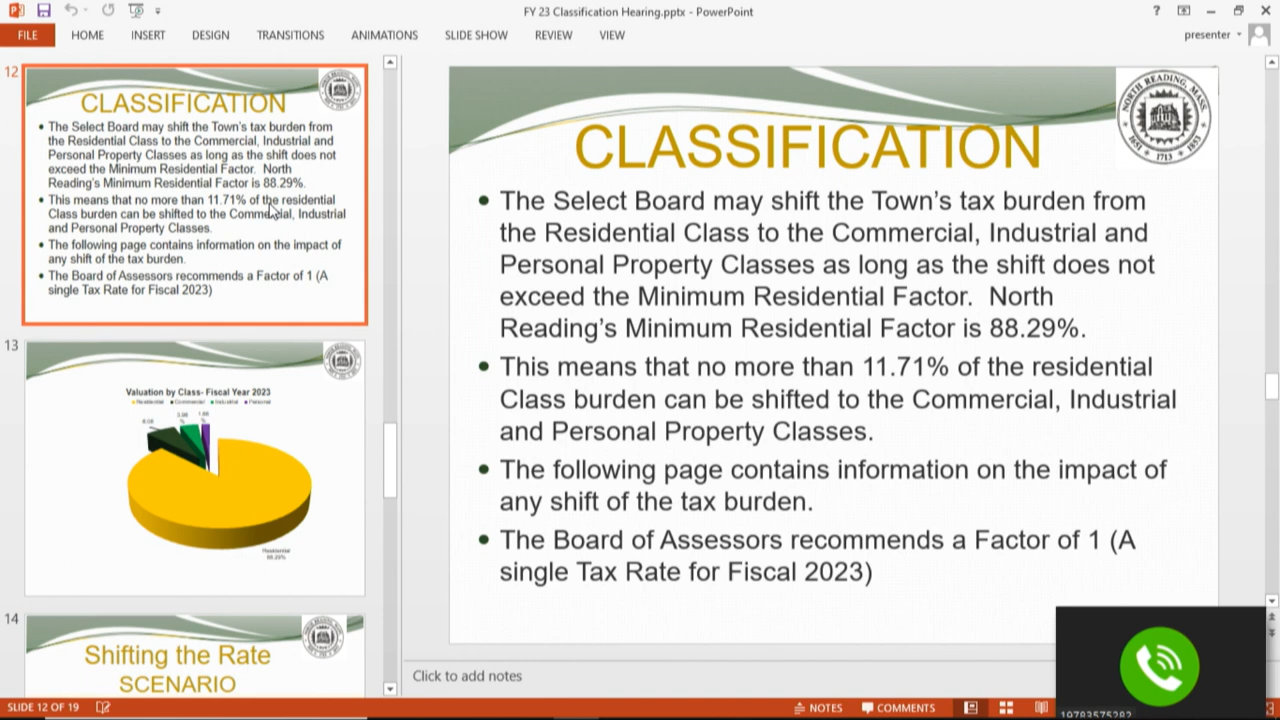 FY 23 Classification Hearing.pptx - PowerPoint
FILE HOME INSERT DESIGN TRANSITIONS ANIMATIONS SLIDE SHOW REVIEW VIEW
presenter
12
CLASSIFICATION
• The Select Board may shift the Town's tax burden from
the Residential Class to the Commercial, Industrial and
Personal Property Classes as long as the shift does not
exceed the Minimum Residential Factor. North
Reading's Minimum Residential Factor is 88.29%.
• This means that no more than 11.71% of the residential
Class burden can be shifted to the Commercial, Industrial
and Personal Property Classes.
• The following page contains information on the impact of
any shift of the tax burden.
• The Board of Assessors recommends a Factor of 1 (A
single Tax Rate for Fiscal 2023)
13
Valuation by Class- Fiscal Year 2023
Residential Commercial Industrial Personal
Residential
14
Shifting the Rate
SCENARIO
CLASSIFICATION
NORTH READING, MASS
1713
• The Select Board may shift the Town's tax burden from
the Residential Class to the Commercial, Industrial and
Personal Property Classes as long as the shift does not
exceed the Minimum Residential Factor. North
Reading's Minimum Residential Factor is 88.29%.
• This means that no more than 11.71% of the residential
Class burden can be shifted to the Commercial, Industrial
and Personal Property Classes.
• The following page contains information on the impact of
any shift of the tax burden.
• The Board of Assessors recommends a Factor of 1 (A
single Tax Rate for Fiscal 2023)
Click to add notes
19783575282
SLIDE 12 OF 19
NOTES COMMENTS